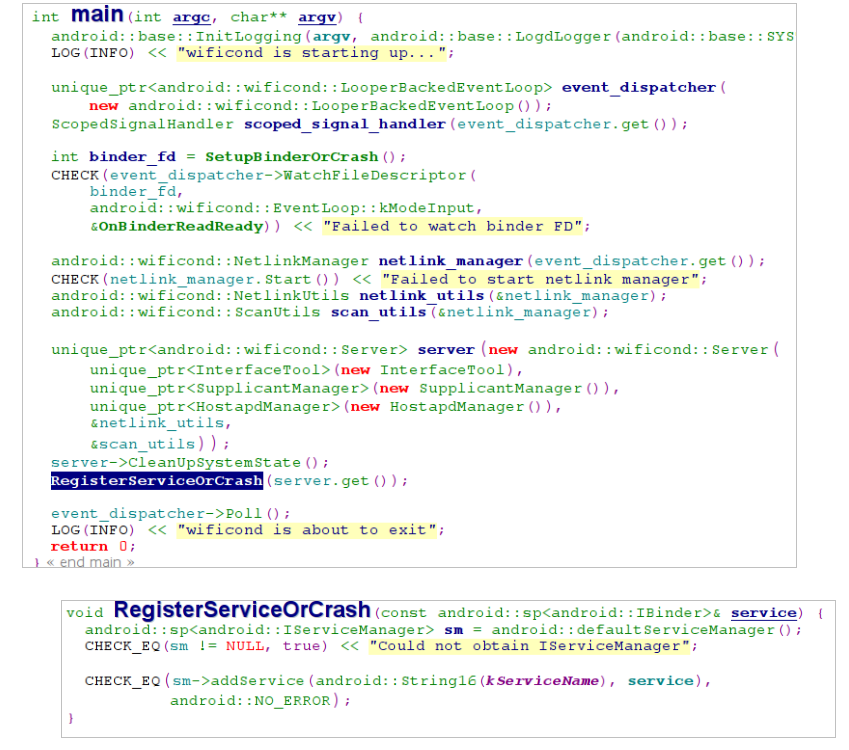 int main(int argc, char** argv) {
android::base::InitLogging(argv, android::base::LogdLogger(android::base::SYS
LOG(INFO) << "wificond is starting up...";
unique_ptr<android::wificond::LooperBackedEventLoop> event_dispatcher(
new android::wificond::LooperBackedEventLoop());
ScopedSignalHandler scoped_signal_handler(event_dispatcher.get());
int binder_fd = SetupBinderOrCrash();
CHECK(event_dispatcher->WatchFileDescriptor(
binder_fd,
android::wificond::EventLoop::kModeInput,
&OnBinderReadReady)) << "Failed to watch binder FD";
android::wificond::NetlinkManager netlink_manager(event_dispatcher.get());
CHECK(netlink_manager.Start()) << "Failed to start netlink manager";
android::wificond::NetlinkUtils netlink_utils(&netlink_manager);
android::wificond::ScanUtils scan_utils(&netlink_manager);
unique_ptr<android::wificond::Server> server(new android::wificond::Server(
unique_ptr<InterfaceTool>(new InterfaceTool),
unique_ptr<SupplicantManager>(new SupplicantManager()),
unique_ptr<HostapdManager>(new HostapdManager()),
&netlink_utils,
&scan_utils));
server->CleanUpSystemState();
RegisterServiceOrCrash(server.get());
event_dispatcher->Poll();
LOG(INFO) << "wificond is about to exit";
return 0;
} « end main »
void RegisterServiceOrCrash(const android::sp<android::IBinder>& service) {
android::sp<android::IServiceManager> sm = android::defaultServiceManager();
CHECK_EQ(sm != NULL, true) << "Could not obtain IServiceManager";
CHECK_EQ(sm->addService(android::String16(kServiceName), service),
android::NO_ERROR);
}